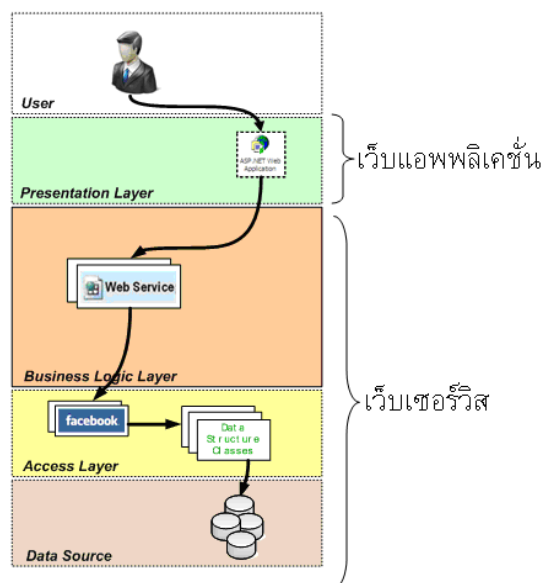 User
ASP.NET Web
Application
Presentation Layer
เว็บแอพพลิเคชั่น
Web Service
Business Logic Layer
เว็บเซอร์วิส
facebook
Data
Structure
Classes
Access Layer
Data Source